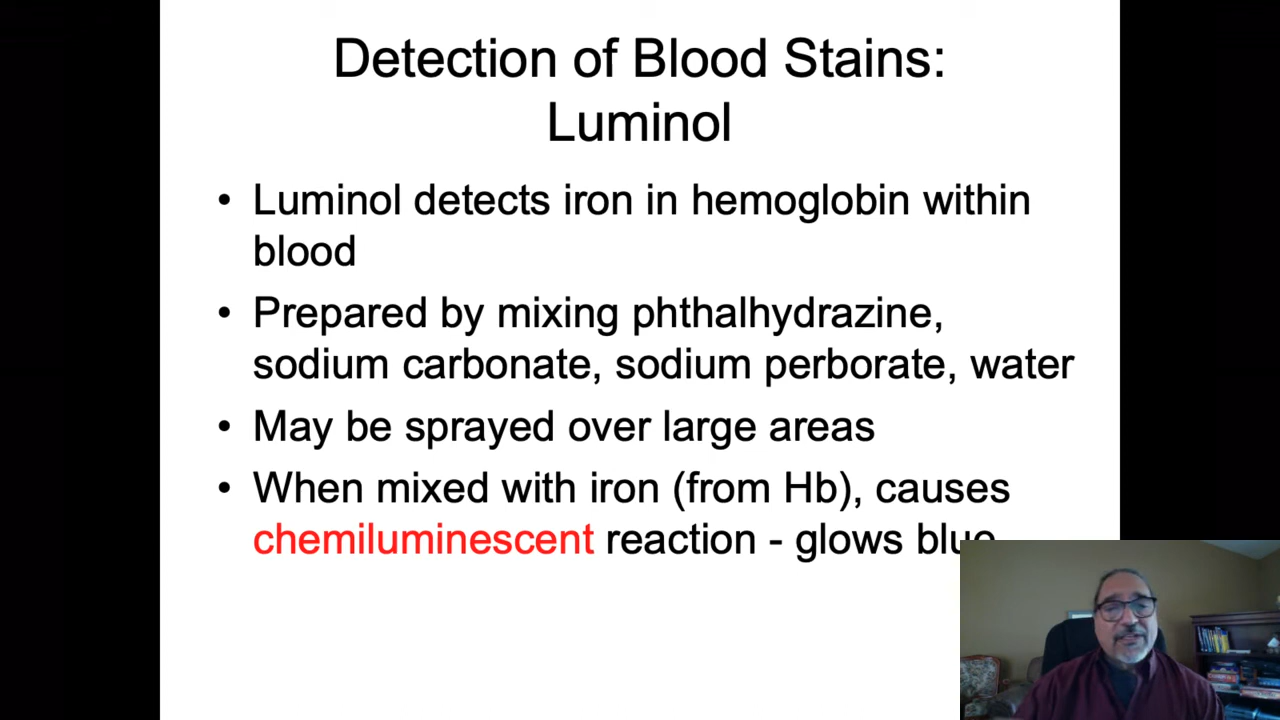 Detection of Blood Stains:
Luminol
• Luminol detects iron in hemoglobin within
blood
• Prepared by mixing phthalhydrazine,
sodium carbonate, sodium perborate, water
• May be sprayed over large areas
• When mixed with iron (from Hb), causes
chemiluminescent reaction - glows blue